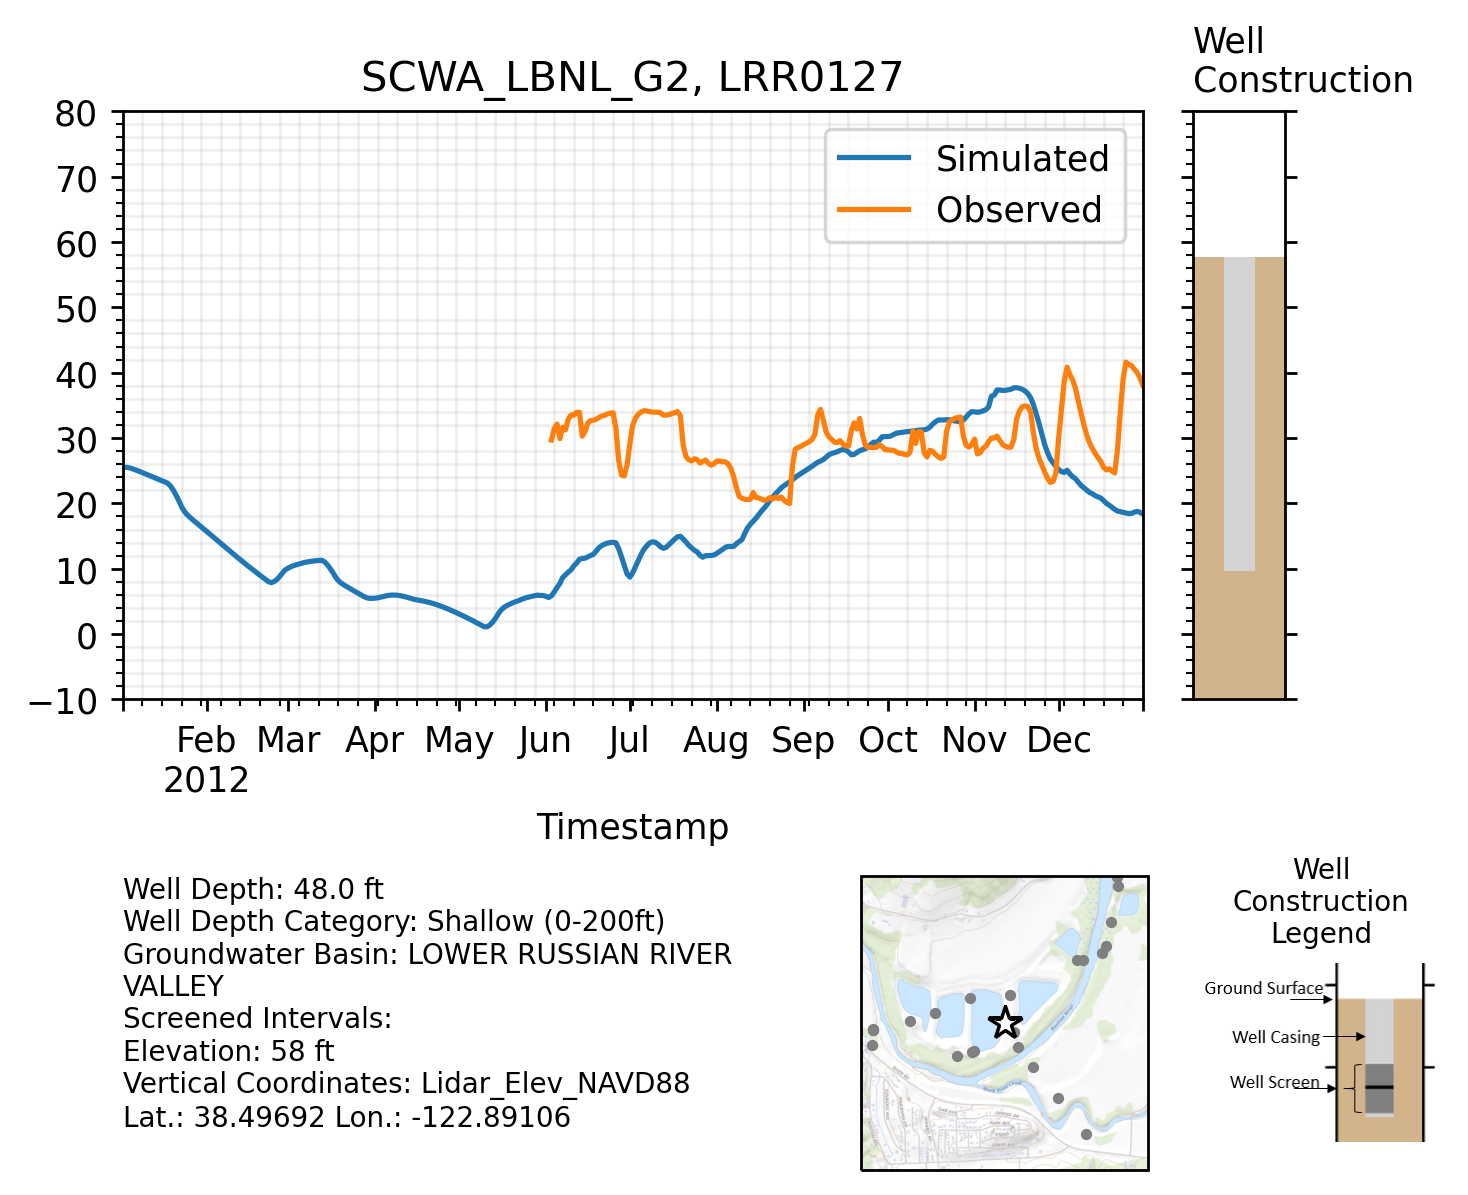 Well
Construction
SCWA_LBNL_G2, LRR0127
80
70
60
50
40
30
20
10
0
−10
Simulated
Observed
Feb Mar Apr May Jun Jul Aug Sep Oct Nov Dec
2012
Timestamp
Well Depth: 48.0 ft
Well Depth Category: Shallow (0-200ft)
Groundwater Basin: LOWER RUSSIAN RIVER
VALLEY
Screened Intervals:
Elevation: 58 ft
Vertical Coordinates: Lidar_Elev_NAVD88
Lat.: 38.49692 Lon.: -122.89106
Well
Construction
Legend
Ground Surface
Well Casing
Well Screen